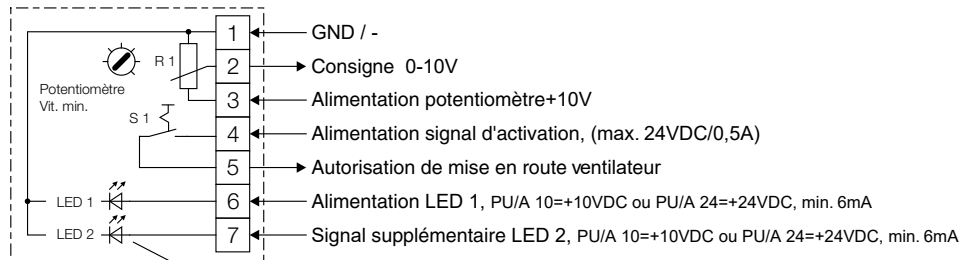 1 GND / -
R 1 2 Consigne 0-10V
Potentiomètre
Vit. min.
3 Alimentation potentiomètre+10V
S 1 4 Alimentation signal d'activation, (max. 24VDC/0,5A)
5 Autorisation de mise en route ventilateur
LED 1 6 Alimentation LED 1, PU/A 10=+10VDC ou PU/A 24=+24VDC, min. 6mA
LED 2 7 Signal supplémentaire LED 2, PU/A 10=+10VDC ou PU/A 24=+24VDC, min. 6mA